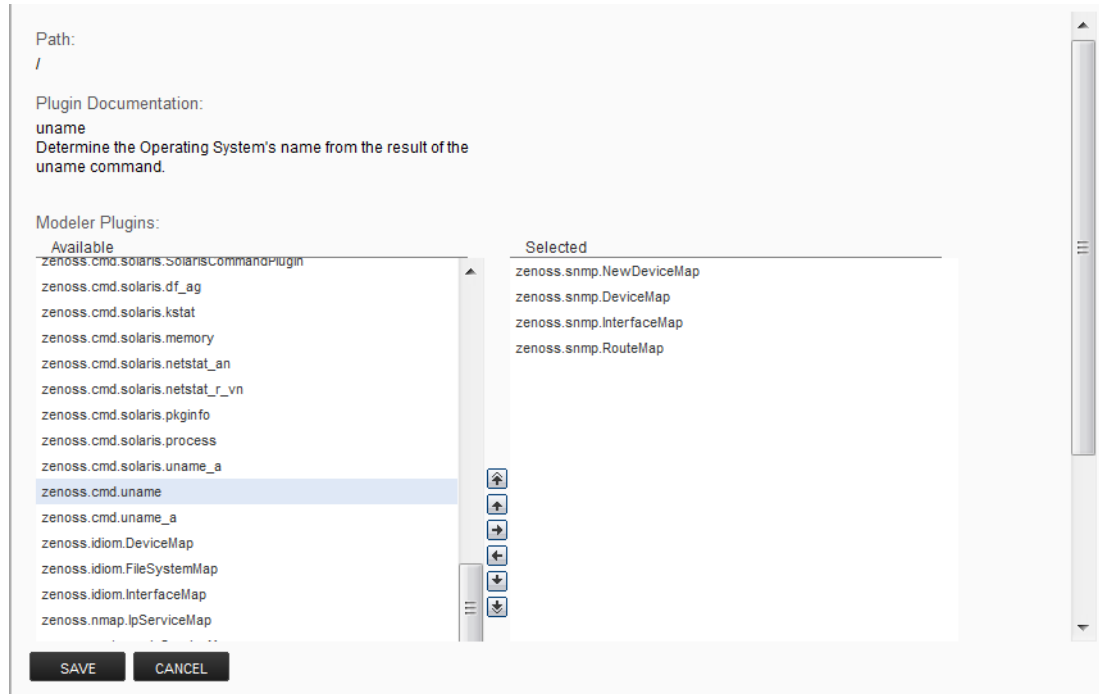 Path:
/
Plugin Documentation:
uname
Determine the Operating System's name from the result of the
uname command.
Modeler Plugins:
Available
zenoss.cmd.solaris.SolarisCommandPlugin
zenoss.cmd.solaris.df_ag
zenoss.cmd.solaris.kstat
zenoss.cmd.solaris.memory
zenoss.cmd.solaris.netstat_an
zenoss.cmd.solaris.netstat_r_vn
zenoss.cmd.solaris.pkginfo
zenoss.cmd.solaris.process
zenoss.cmd.solaris.uname_a
zenoss.cmd.uname
zenoss.cmd.uname_a
zenoss.idiom.DeviceMap
zenoss.idiom.FileSystemMap
zenoss.idiom.InterfaceMap
zenoss.nmap.IpServiceMap
Selected
zenoss.snmp.NewDeviceMap
zenoss.snmp.DeviceMap
zenoss.snmp.InterfaceMap
zenoss.snmp.RouteMap
SAVE
CANCEL